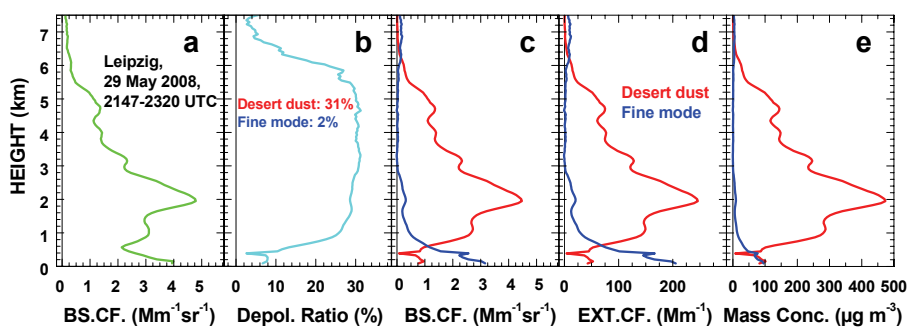 a b c d e
Leipzig,
29 May 2008,
2147-2320 UTC
Desert dust: 31%
Fine mode: 2%
Desert dust
Fine mode
HEIGHT (km)
7
6
5
4
3
2
1
0
0 1 2 3 4 5
0 10 20 30 40
0 1 2 3 4 5
0 100 200
0 100 200 300 400 500
BS.CF. (Mm⁻¹sr⁻¹) Depol. Ratio (%) BS.CF. (Mm⁻¹sr⁻¹) EXT.CF. (Mm⁻¹) Mass Conc. (µg m⁻³)